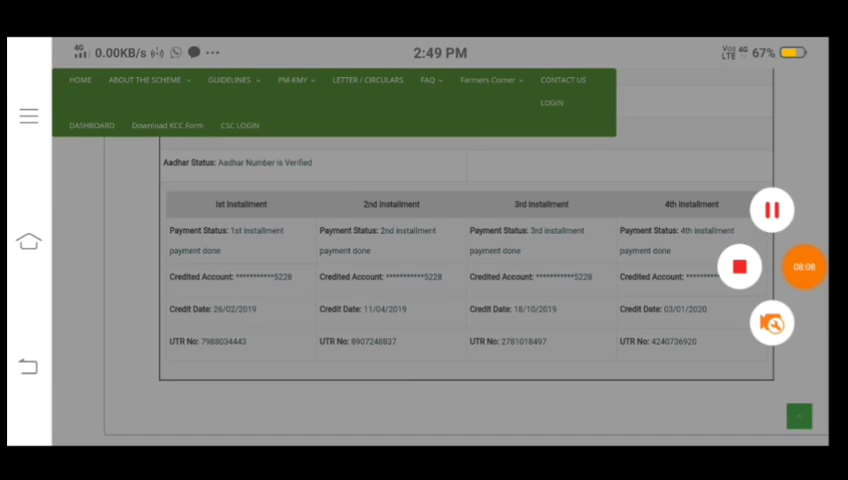 4G 0.00KB/s 2:49 PM VoLTE 4G 67%
HOME ABOUT THE SCHEME GUIDELINES PM-KMY LETTER / CIRCULARS FAQ Farmers Corner CONTACT US
LOGIN
DASHBOARD Download KCC Form CSC LOGIN
Aadhar Status: Aadhar Number is Verified
1st Installment 2nd Installment 3rd Installment 4th Installment
Payment Status: 1st installment Payment Status: 2nd installment Payment Status: 3rd installment Payment Status: 4th installment
payment done payment done payment done payment done
Credited Account: ***********5228 Credited Account: ***********5228 Credited Account: ***********5228 Credited Account: ********
08:08
Credit Date: 26/02/2019 Credit Date: 11/04/2019 Credit Date: 18/10/2019 Credit Date: 03/01/2020
UTR No: 7988034443 UTR No: 8907248837 UTR No: 2781018497 UTR No: 4240736920